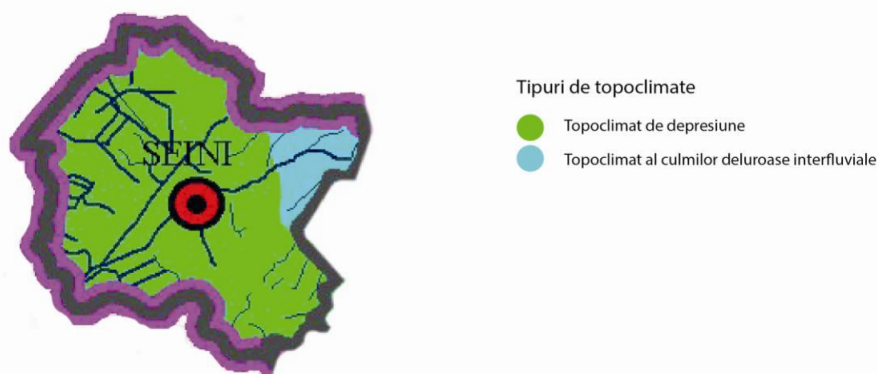 SEINI
Tipuri de topoclimate
Topoclimat de depresiune
Topoclimat al culmilor deluroase interfluviale